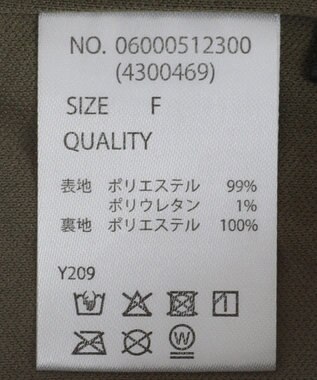 NO. 06000512300
(4300469)
SIZE F
QUALITY
表地 ポリエステル 99%
ポリウレタン 1%
裏地 ポリエステル 100%
Y209
W